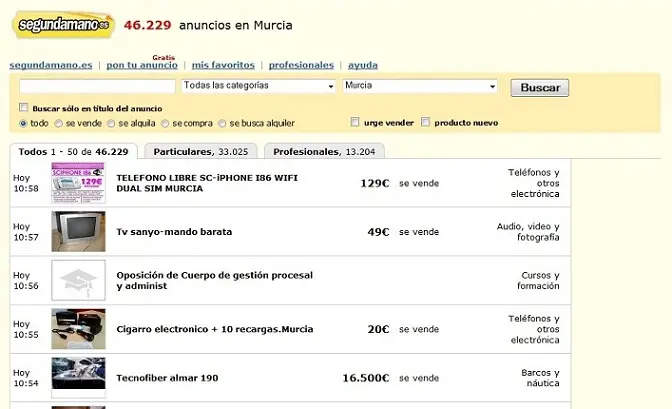 segundamano.es 46.229 anuncios en Murcia
Gratis
segundamano.es | pon tu anuncio | mis favoritos | profesionales | ayuda
Todas las categorías Murcia Buscar
Buscar sólo en título del anuncio
todo se vende se alquila se compra se busca alquiler urge vender producto nuevo
Todos 1 - 50 de 46.229 Particulares, 33.025 Profesionales, 13.204
Hoy
10:58
SCIPHONE I86
129€
TELEFONO LIBRE SC-iPHONE I86 WIFI
DUAL SIM MURCIA
129€ se vende
Teléfonos y
otros
electrónica
Hoy
10:57
Tv sanyo-mando barata
49€ se vende
Audio, video y
fotografía
Hoy
10:56
Oposición de Cuerpo de gestión procesal
y administ
Cursos y
formación
Hoy
10:55
Cigarro electronico + 10 recargas.Murcia
20€ se vende
Teléfonos y
otros
electrónica
Hoy
10:54
Tecnofiber almar 190
16.500€ se vende
Barcos y
náutica